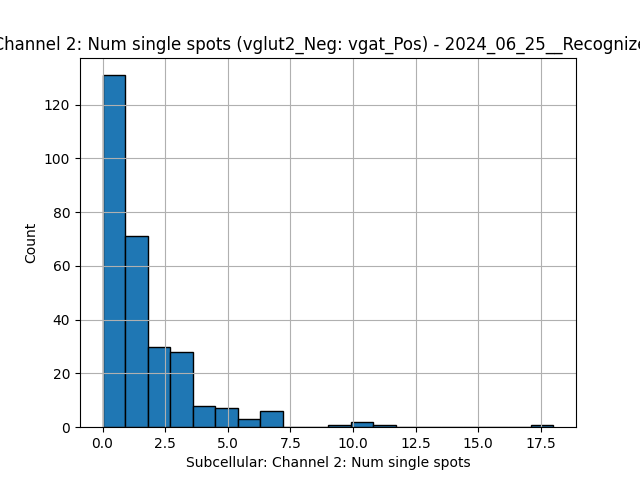 Channel 2: Num single spots (vglut2_Neg: vgat_Pos) - 2024_06_25__Recognize
120
100
80
60
40
20
0
Count
0.0 2.5 5.0 7.5 10.0 12.5 15.0 17.5
Subcellular: Channel 2: Num single spots